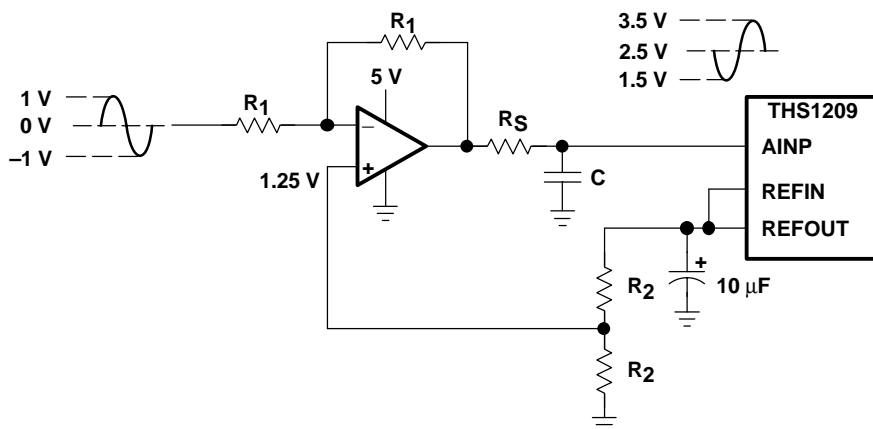 3.5 V
2.5 V
1.5 V
1 V
0 V
–1 V
R1
R1
5 V
–
+
1.25 V
RS
C
THS1209
AINP
REFIN
REFOUT
R2
+
10 μF
R2